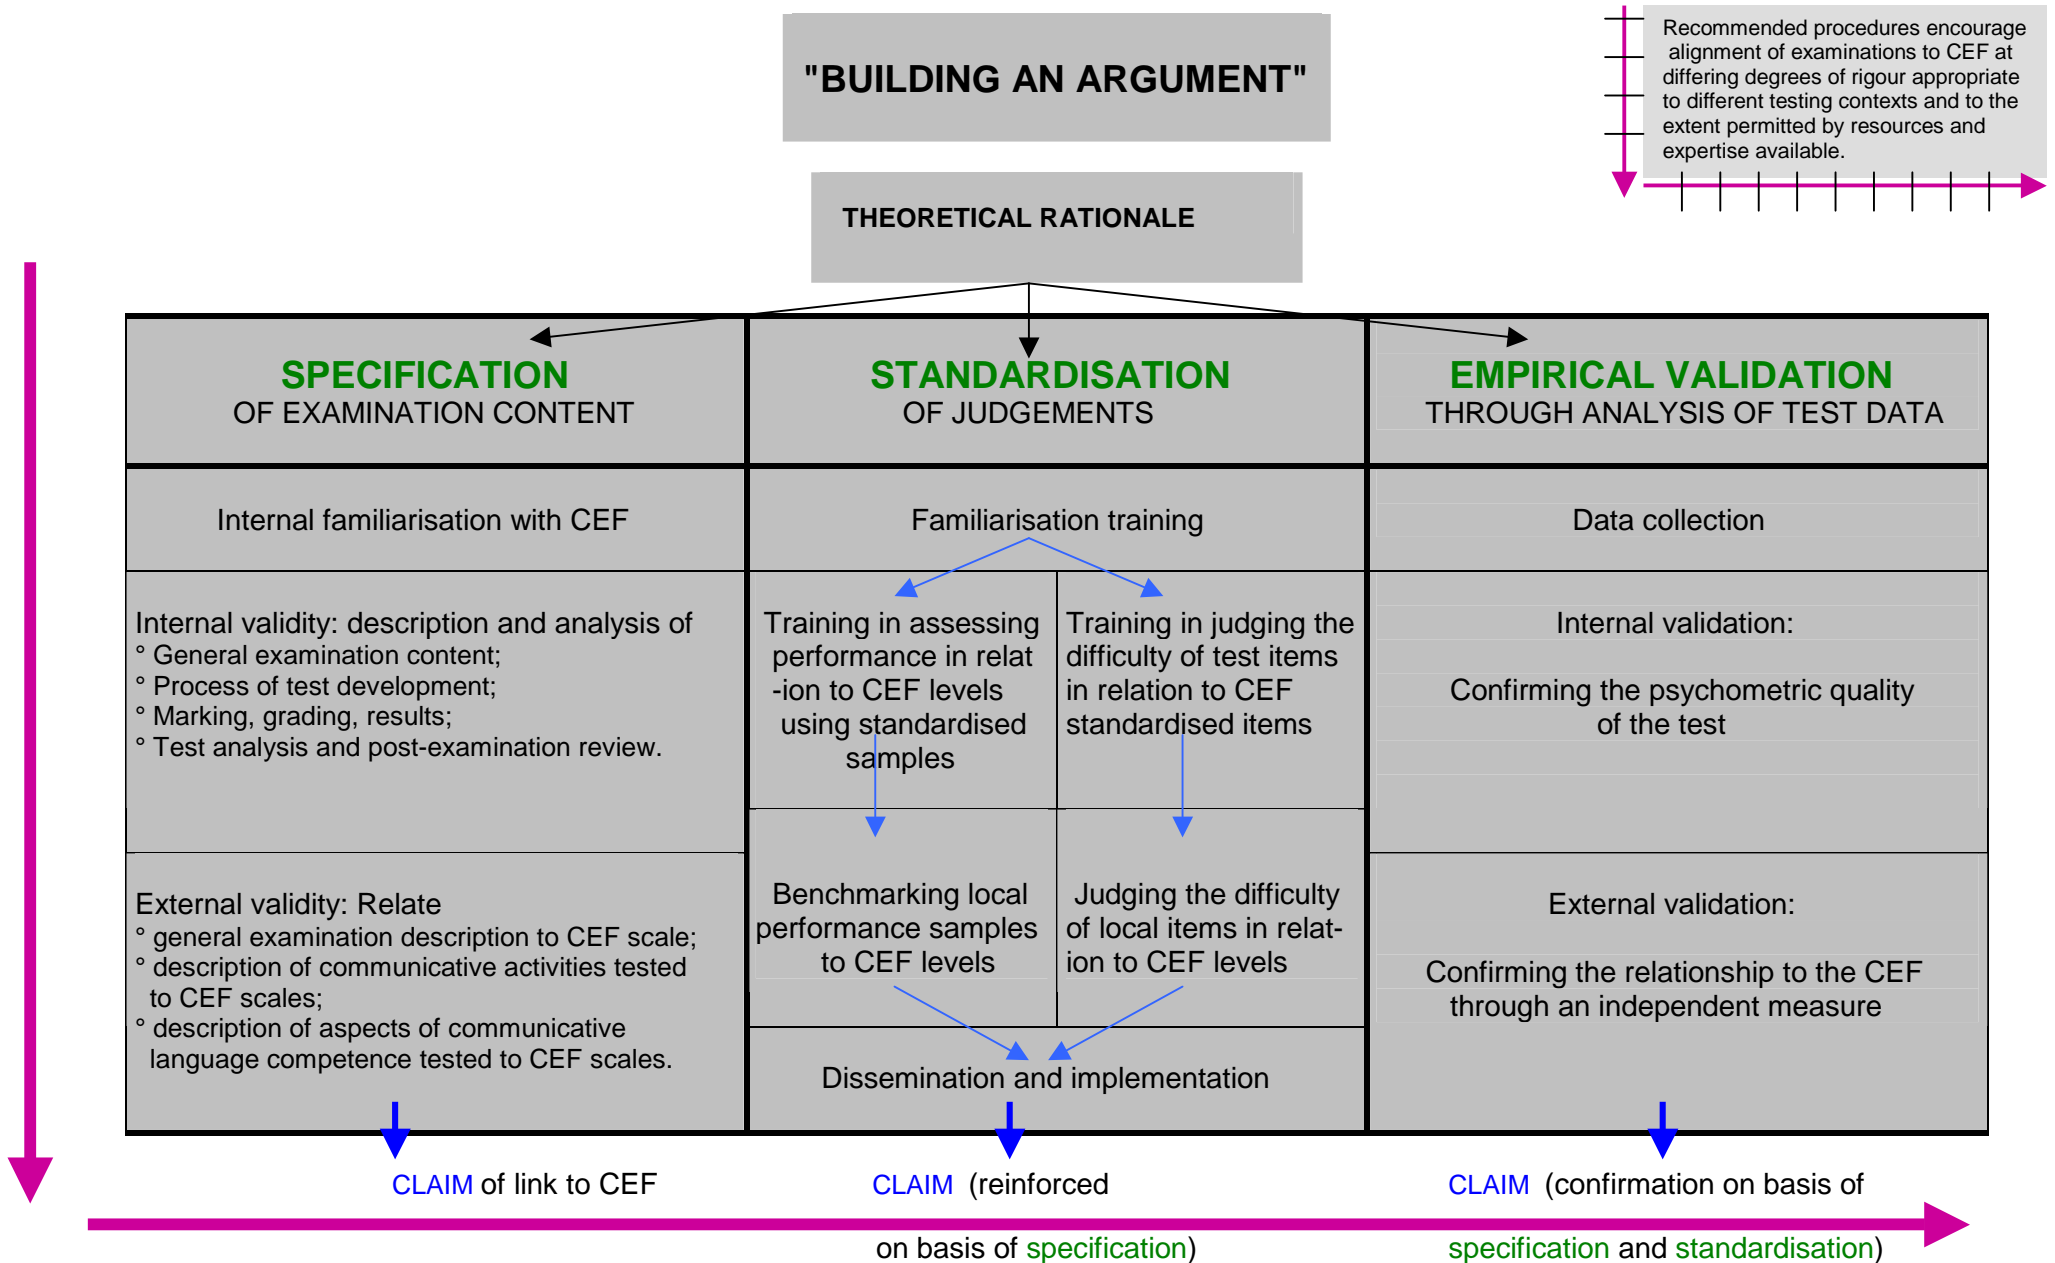 "BUILDING AN ARGUMENT"
Recommended procedures encourage
alignment of examinations to CEF at
differing degrees of rigour appropriate
to different testing contexts and to the
extent permitted by resources and
expertise available.
THEORETICAL RATIONALE
SPECIFICATION
OF EXAMINATION CONTENT
STANDARDISATION
OF JUDGEMENTS
EMPIRICAL VALIDATION
THROUGH ANALYSIS OF TEST DATA
Internal familiarisation with CEF
Familiarisation training
Data collection
Internal validity: description and analysis of
° General examination content;
° Process of test development;
° Marking, grading, results;
° Test analysis and post-examination review.
Training in assessing
performance in relat
-ion to CEF levels
using standardised
samples
Training in judging the
difficulty of test items
in relation to CEF
standardised items
Internal validation:
Confirming the psychometric quality
of the test
External validity: Relate
° general examination description to CEF scale;
° description of communicative activities tested
to CEF scales;
° description of aspects of communicative
language competence tested to CEF scales.
Benchmarking local
performance samples
to CEF levels
Judging the difficulty
of local items in relat-
ion to CEF levels
External validation:
Confirming the relationship to the CEF
through an independent measure
Dissemination and implementation
CLAIM of link to CEF
CLAIM (reinforced
on basis of specification)
CLAIM (confirmation on basis of
specification and standardisation)